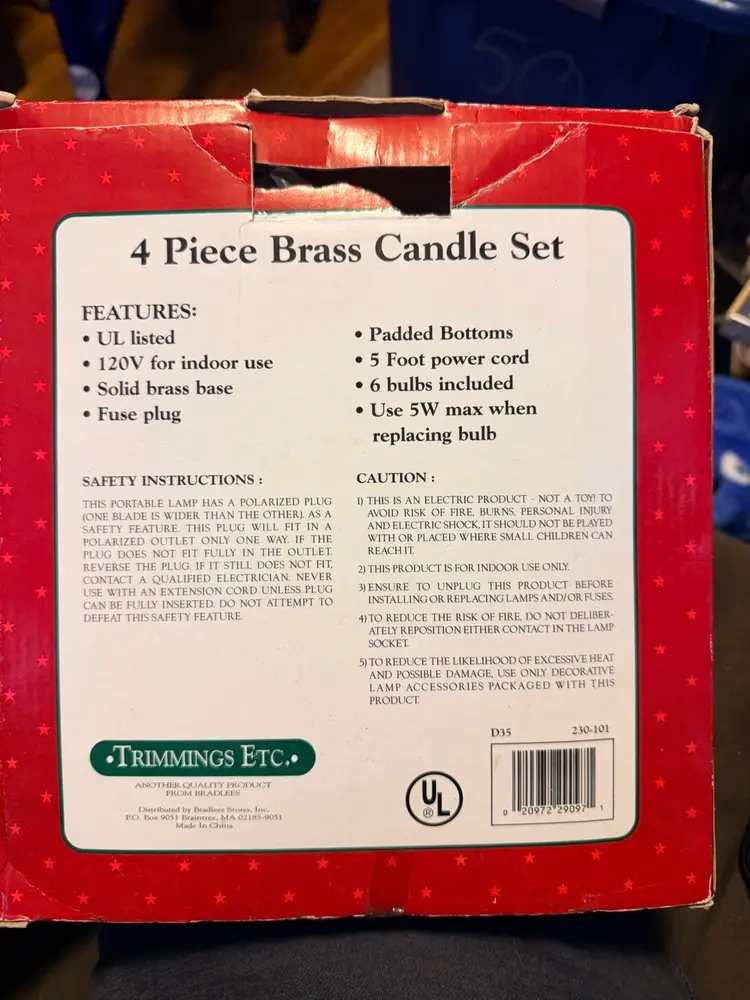 50
4 Piece Brass Candle Set
FEATURES:
• UL listed
• 120V for indoor use
• Solid brass base
• Fuse plug
• Padded Bottoms
• 5 Foot power cord
• 6 bulbs included
• Use 5W max when
replacing bulb
SAFETY INSTRUCTIONS :
THIS PORTABLE LAMP HAS A POLARIZED PLUG
(ONE BLADE IS WIDER THAN THE OTHER). AS A
SAFETY FEATURE. THIS PLUG WILL FIT IN A
POLARIZED OUTLET ONLY ONE WAY. IF THE
PLUG DOES NOT FIT FULLY IN THE OUTLET.
REVERSE THE PLUG. IF IT STILL DOES NOT FIT,
CONTACT A QUALIFIED ELECTRICIAN. NEVER
USE WITH AN EXTENSION CORD UNLESS PLUG
CAN BE FULLY INSERTED. DO NOT ATTEMPT TO
DEFEAT THIS SAFETY FEATURE.
CAUTION :
1) THIS IS AN ELECTRIC PRODUCT - NOT A TOY! TO
AVOID RISK OF FIRE, BURNS, PERSONAL INJURY
AND ELECTRIC SHOCK, IT SHOULD NOT BE PLAYED
WITH OR PLACED WHERE SMALL CHILDREN CAN
REACH IT.
2) THIS PRODUCT IS FOR INDOOR USE ONLY.
3) ENSURE TO UNPLUG THIS PRODUCT BEFORE
INSTALLING OR REPLACING LAMPS AND/OR FUSES.
4) TO REDUCE THE RISK OF FIRE, DO NOT DELIBER-
ATELY REPOSITION EITHER CONTACT IN THE LAMP
SOCKET.
5) TO REDUCE THE LIKELIHOOD OF EXCESSIVE HEAT
AND POSSIBLE DAMAGE, USE ONLY DECORATIVE
LAMP ACCESSORIES PACKAGED WITH THIS
PRODUCT.
•TRIMMINGS ETC.•
ANOTHER QUALITY PRODUCT
FROM BRADLEES
Distributed by Bradlees Stores, Inc.
P.O. Box 9051 Braintree, MA 02185-9051
Made In China
UL
®
D35 230-101
0 20972 29097 1